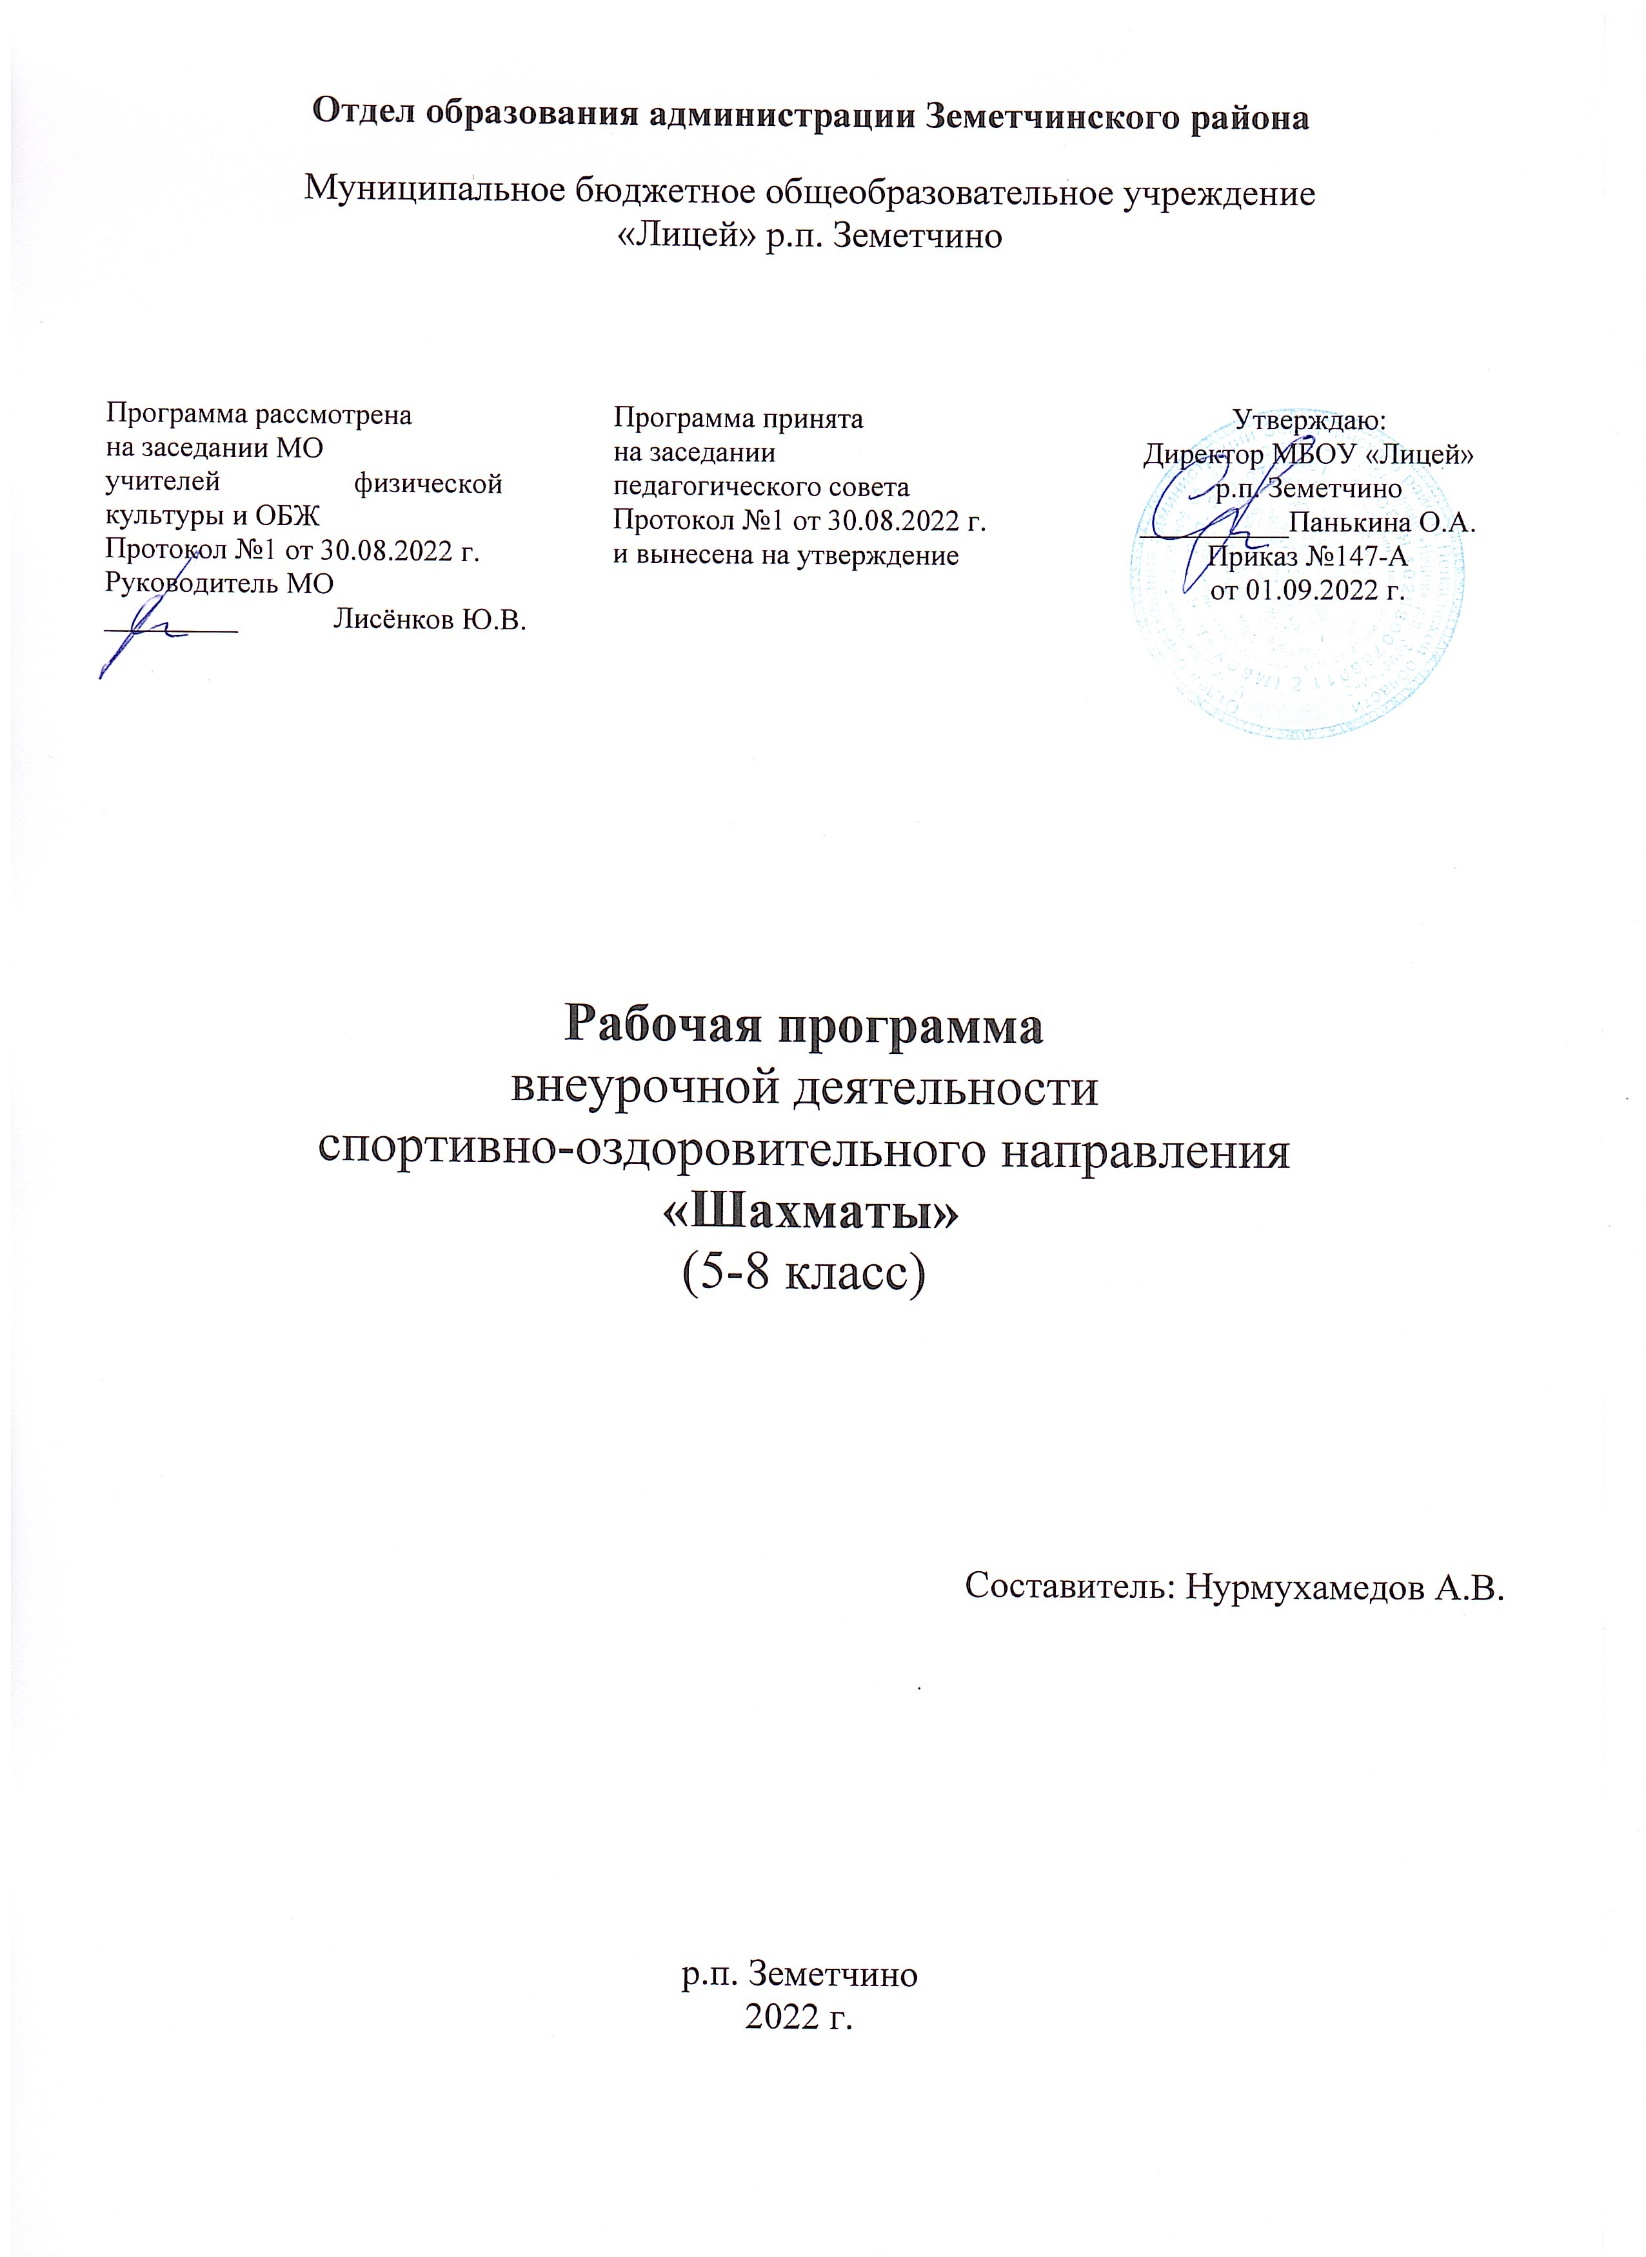 Отдел образования администрации Земетчинского района
Муниципальное бюджетное общеобразовательное учреждение
«Лицей» р.п. Земетчино
Программа рассмотрена
на заседании МО
учителей физической
культуры и ОБЖ
Протокол №1 от 30.08.2022 г.
Руководитель МО
__________ Лисёнков Ю.В.
Программа принята
на заседании
педагогического совета
Протокол №1 от 30.08.2022 г.
и вынесена на утверждение
Утверждаю:
Директор МБОУ «Лицей»
р.п. Земетчино
___________Панькина О.А.
Приказ №147-А
от 01.09.2022 г.
Рабочая программа
внеурочной деятельности
спортивно-оздоровительного направления
«Шахматы»
(5-8 класс)
Составитель: Нурмухамедов А.В.
р.п. Земетчино
2022 г.